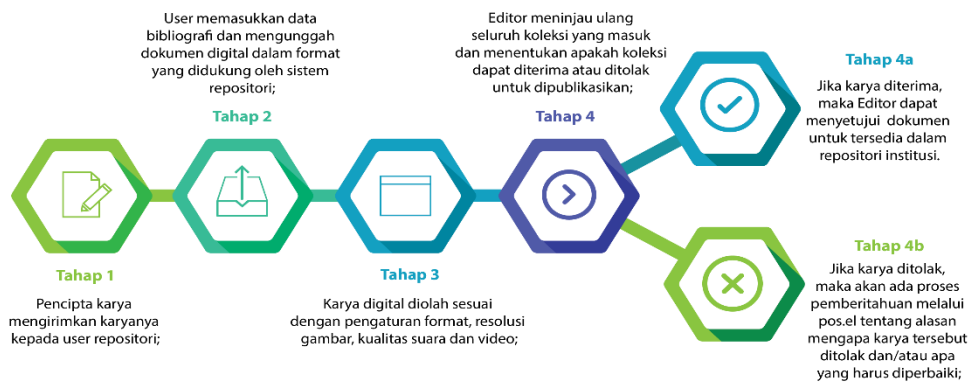 User memasukkan data
bibliografi dan mengunggah
dokumen digital dalam format
yang didukung oleh sistem
repositori;
Tahap 2
Editor meninjau ulang
seluruh koleksi yang masuk
dan menentukan apakah koleksi
dapat diterima atau ditolak
untuk dipublikasikan;
Tahap 4
Tahap 4a
Jika karya diterima,
maka Editor dapat
menyetujui dokumen
untuk tersedia dalam
repositori institusi.
Tahap 1
Pencipta karya
mengirimkan karyanya
kepada user repositori;
Tahap 3
Karya digital diolah sesuai
dengan pengaturan format, resolusi
gambar, kualitas suara dan video;
Tahap 4b
Jika karya ditolak,
maka akan ada proses
pemberitahuan melalui
pos.el tentang alasan
mengapa karya tersebut
ditolak dan/atau apa
yang harus diperbaiki;